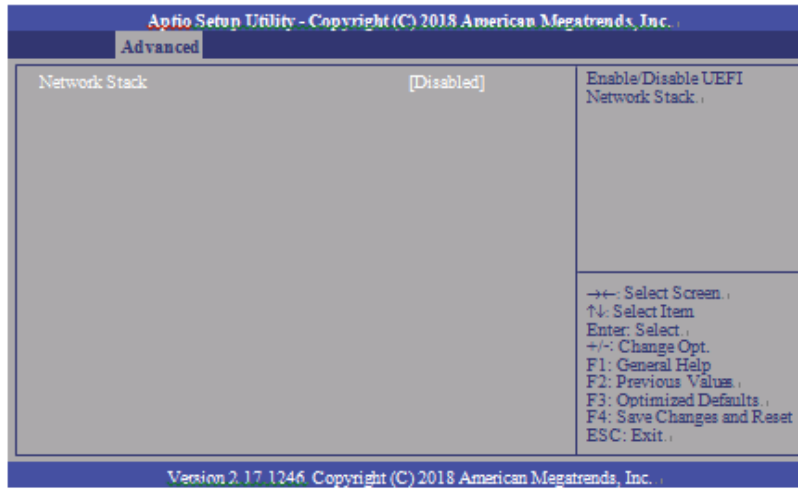 Aptio Setup Utility - Copyright (C) 2018 American Megatrends, Inc.
Advanced
Network Stack [Disabled]
Enable/Disable UEFI
Network Stack.
→←: Select Screen.
↑↓: Select Item
Enter: Select.
+/-: Change Opt.
F1: General Help
F2: Previous Values.
F3: Optimized Defaults.
F4: Save Changes and Reset
ESC: Exit.
Version 2.17.1246. Copyright (C) 2018 American Megatrends, Inc.